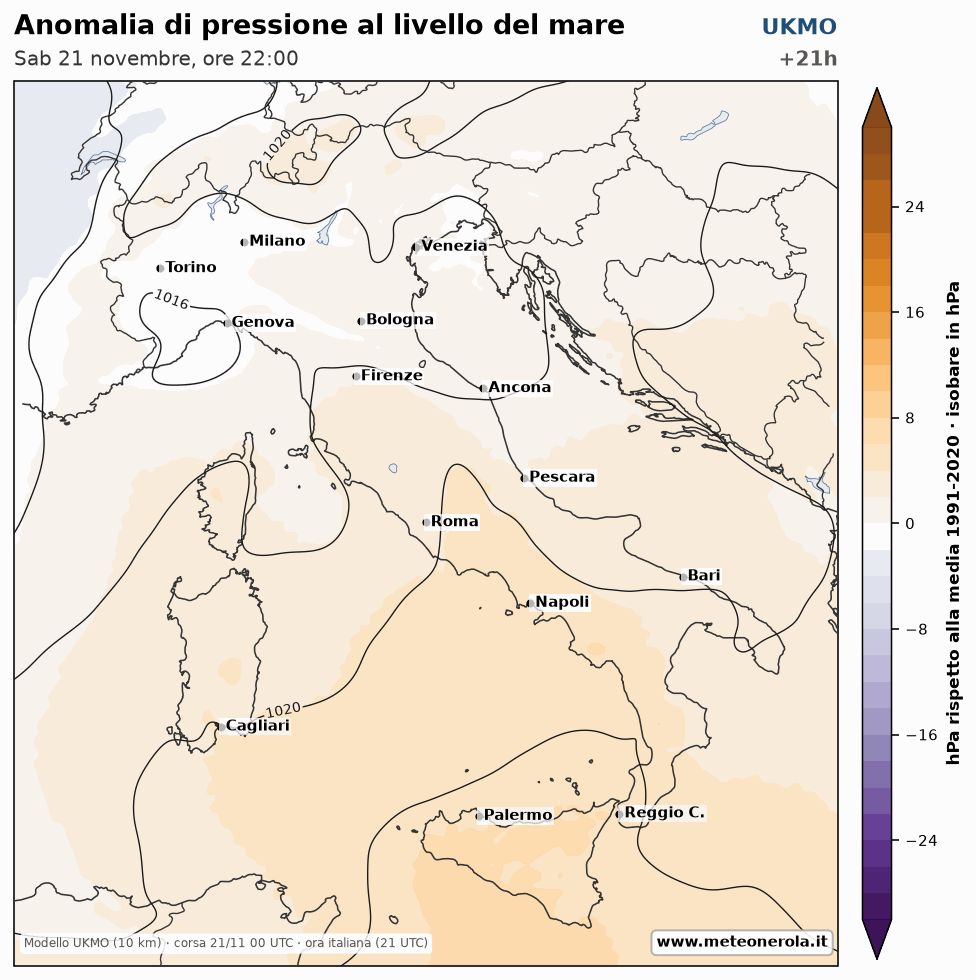 Anomalia di pressione al livello del mare
UKMO
Sab 21 novembre, ore 22:00
+21h
1020
Milano
Venezia
Torino
1016
Genova
Bologna
Firenze
Ancona
Pescara
Roma
Bari
Napoli
1020
Cagliari
Palermo
Reggio C.
Modello UKMO (10 km) · corsa 21/11 00 UTC · ora italiana (21 UTC)
www.meteonerola.it
24
16
8
0
−8
−16
−24
hPa rispetto alla media 1991-2020 · isobare in hPa